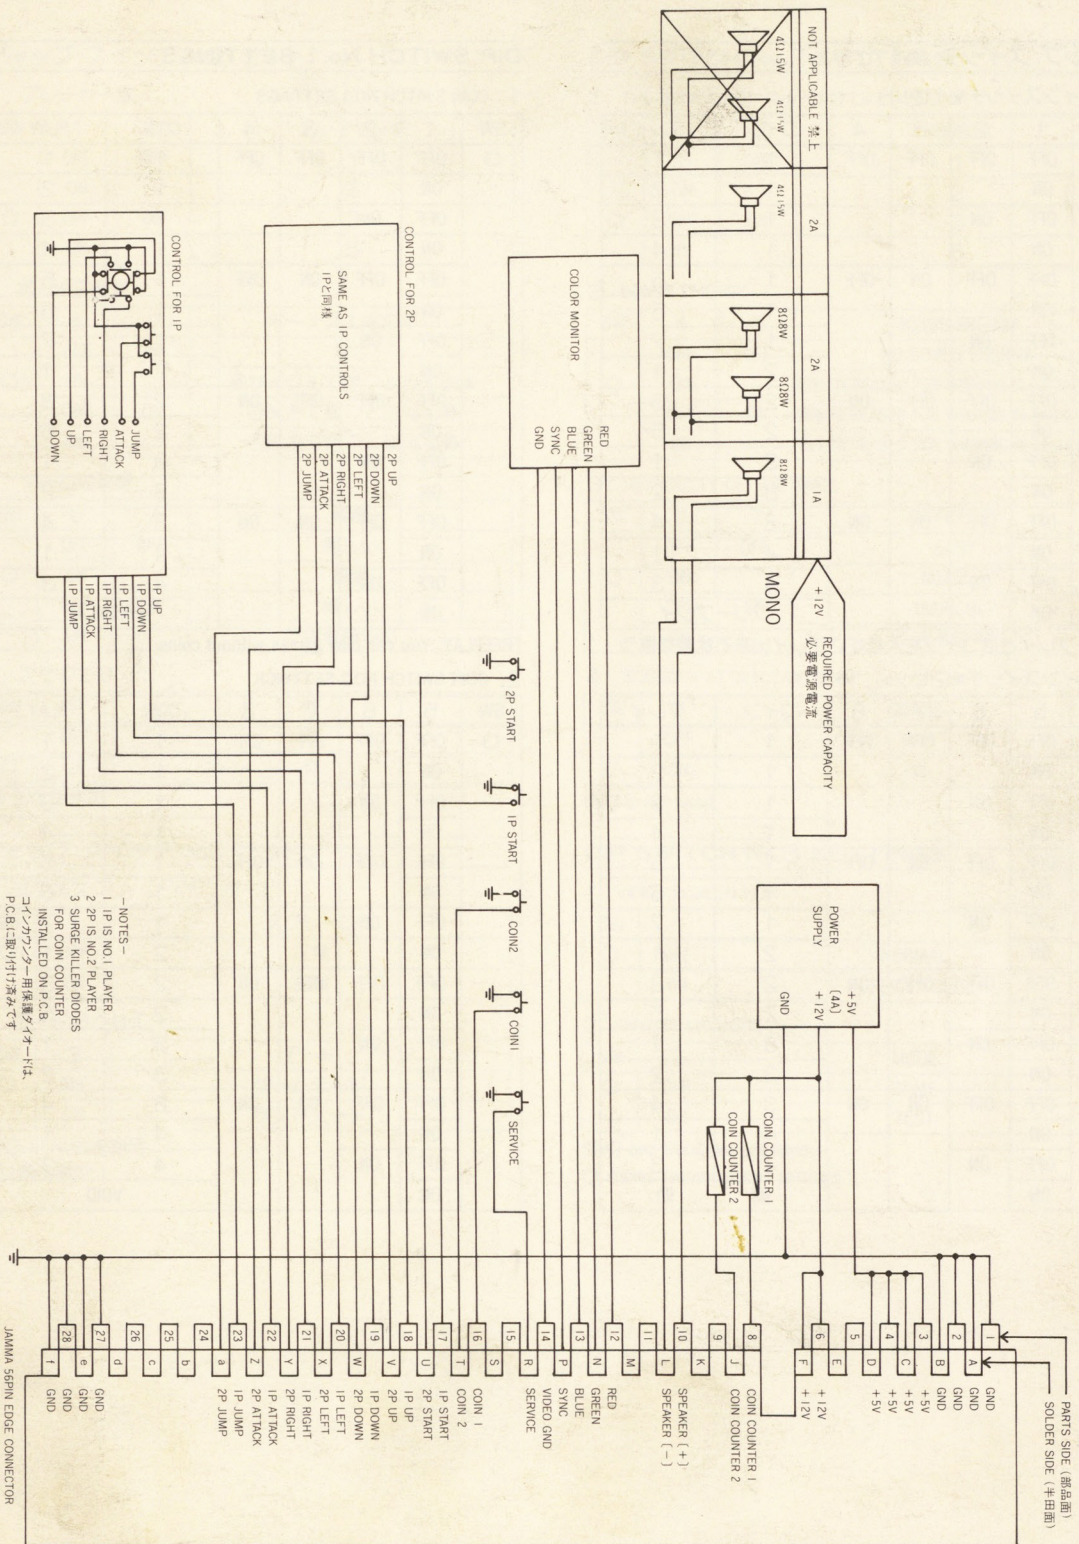 NOT APPLICABLE 禁止
2A
2A
1A
4Ω15W
4Ω15W
4Ω15W
8Ω8W
8Ω8W
8Ω8W
MONO
+12V
REQUIRED POWER CAPACITY
必要電源電流
POWER
SUPPLY
+5V
(4A)
+12V
GND
COIN COUNTER 1
COIN COUNTER 2
COLOR MONITOR
RED
GREEN
BLUE
SYNC
GND
2P START
1P START
COIN2
COIN1
SERVICE
CONTROL FOR 2P
SAME AS 1P CONTROLS
1Pと同様
2P UP
2P DOWN
2P LEFT
2P RIGHT
2P ATTACK
2P JUMP
CONTROL FOR 1P
JUMP
ATTACK
RIGHT
LEFT
UP
DOWN
1P UP
1P DOWN
1P LEFT
1P RIGHT
1P ATTACK
1P JUMP
-NOTES-
1 1P IS NO.1 PLAYER
2 2P IS NO.2 PLAYER
3 SURGE KILLER DIODES
FOR COIN COUNTER
INSTALLED ON P.C.B
コインカウンター用保護ダイオードは、
P.C.B.に取り付け済みです
PARTS SIDE (部品面)
SOLDER SIDE (半田面)
1
A GND
GND
2
B GND
GND
3
C +5V
+5V
4
D +5V
+5V
5
E
6
F +12V
+12V
8
J COIN COUNTER 1
COIN COUNTER 2
9
K
10
L SPEAKER (+)
SPEAKER (-)
11
M
12
N RED
GREEN
13
P BLUE
SYNC
14
R VIDEO GND
SERVICE
15
S
16
T COIN 1
COIN 2
17
U 1P START
2P START
18
V 1P UP
2P UP
19
W 1P DOWN
2P DOWN
20
X 1P LEFT
2P LEFT
21
Y 1P RIGHT
2P RIGHT
22
Z 1P ATTACK
2P ATTACK
23
a 1P JUMP
2P JUMP
24
b
25
c
26
d
27
e GND
GND
28
f GND
GND
JAMMA 56PIN EDGE CONNECTOR